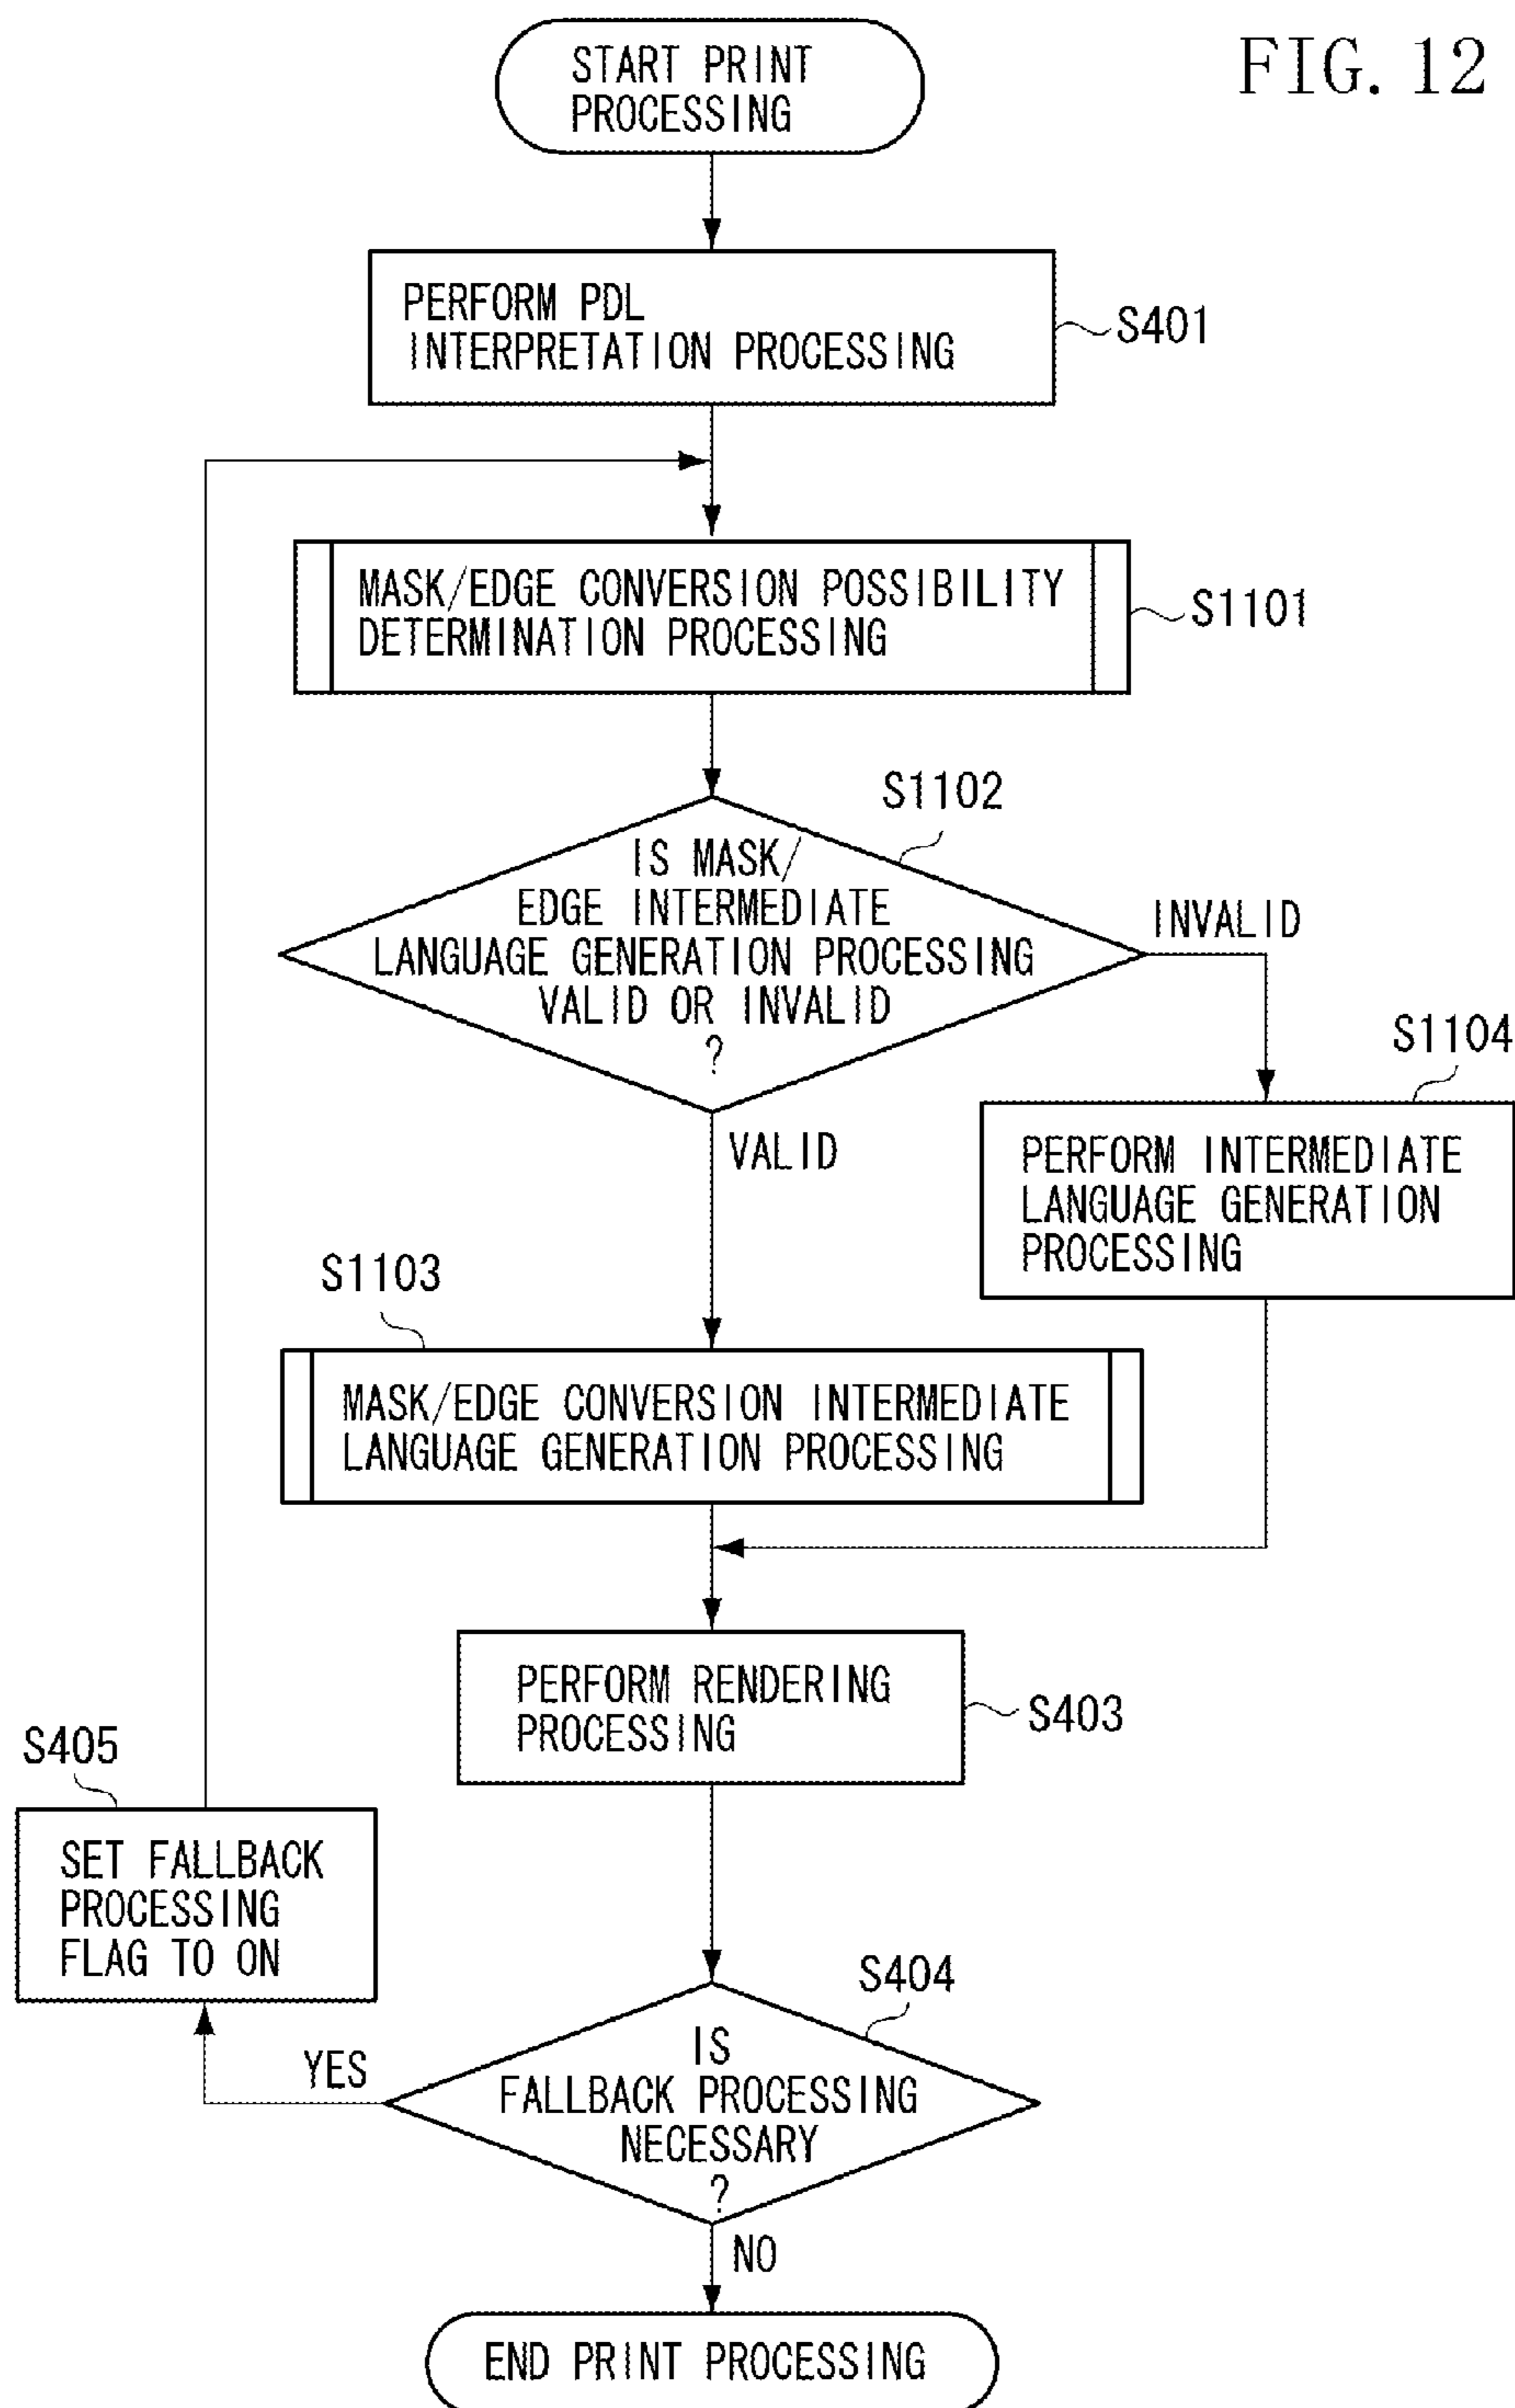 FIG. 12
START PRINT
PROCESSING
PERFORM PDL
INTERPRETATION PROCESSING
S401
MASK/EDGE CONVERSION POSSIBILITY
DETERMINATION PROCESSING
S1101
S1102
IS MASK/
EDGE INTERMEDIATE
LANGUAGE GENERATION PROCESSING
VALID OR INVALID
?
INVALID
VALID
S1104
PERFORM INTERMEDIATE
LANGUAGE GENERATION
PROCESSING
S1103
MASK/EDGE CONVERSION INTERMEDIATE
LANGUAGE GENERATION PROCESSING
PERFORM RENDERING
PROCESSING
S403
S405
SET FALLBACK
PROCESSING
FLAG TO ON
S404
IS
FALLBACK PROCESSING
NECESSARY
?
YES
NO
END PRINT PROCESSING